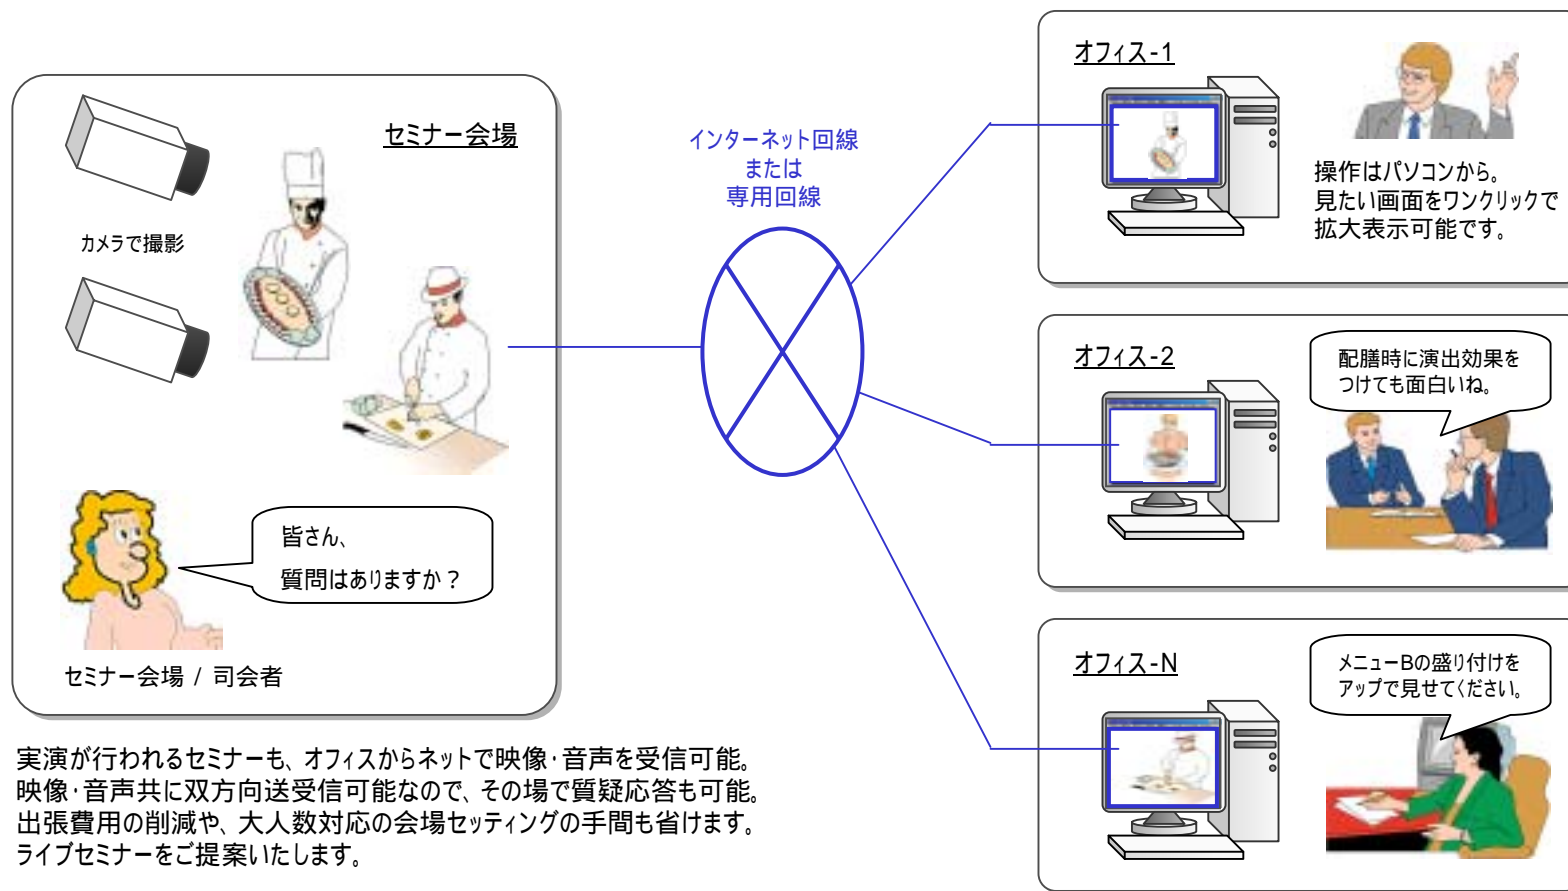 セミナー会場
カメラで撮影
皆さん、
質問はありますか？
セミナー会場 / 司会者
インターネット回線
または
専用回線
オフィス-1
操作はパソコンから。
見たい画面をワンクリックで
拡大表示可能です。
オフィス-2
配膳時に演出効果を
つけても面白いね。
オフィス-N
メニューBの盛り付けを
アップで見せてください。
実演が行われるセミナーも、オフィスからネットで映像・音声を受信可能。
映像・音声共に双方向送受信可能なので、その場で質疑応答も可能。
出張費用の削減や、大人数対応の会場セッティングの手間も省けます。
ライブセミナーをご提案いたします。